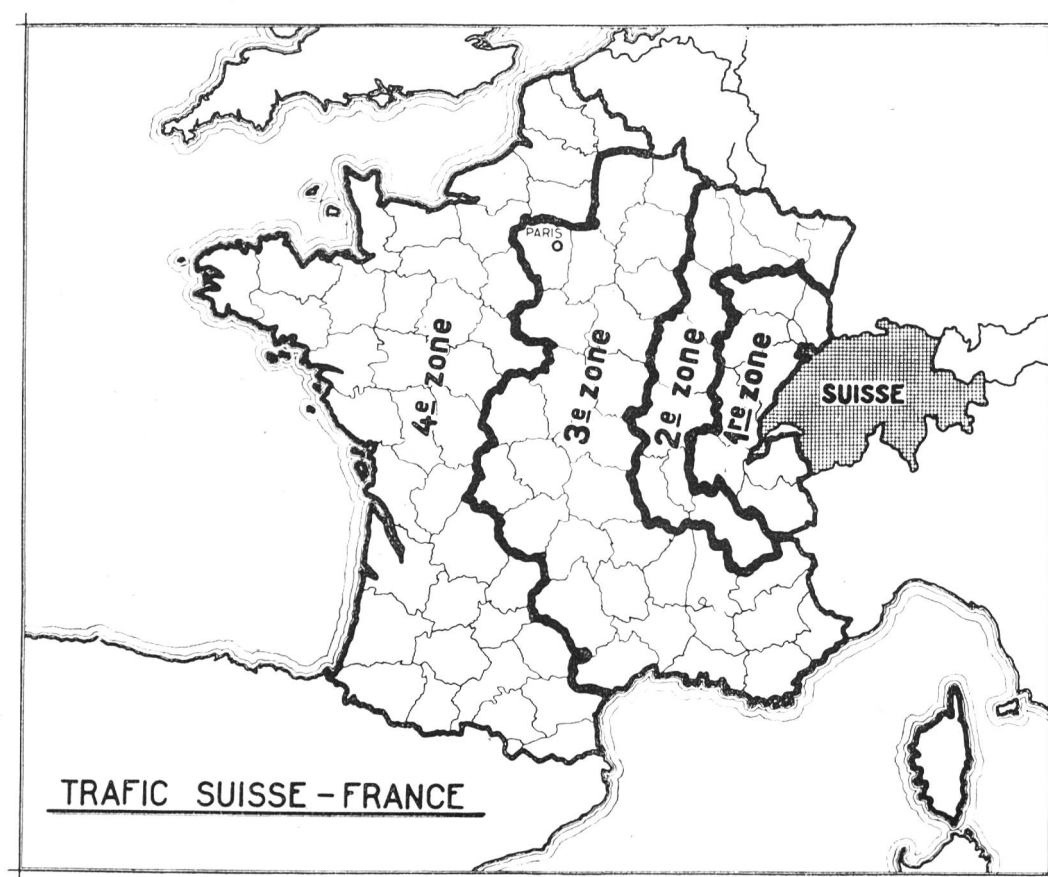 PARIS
4e zone
3e zone
2e zone
1re zone
SUISSE
TRAFIC SUISSE – FRANCE